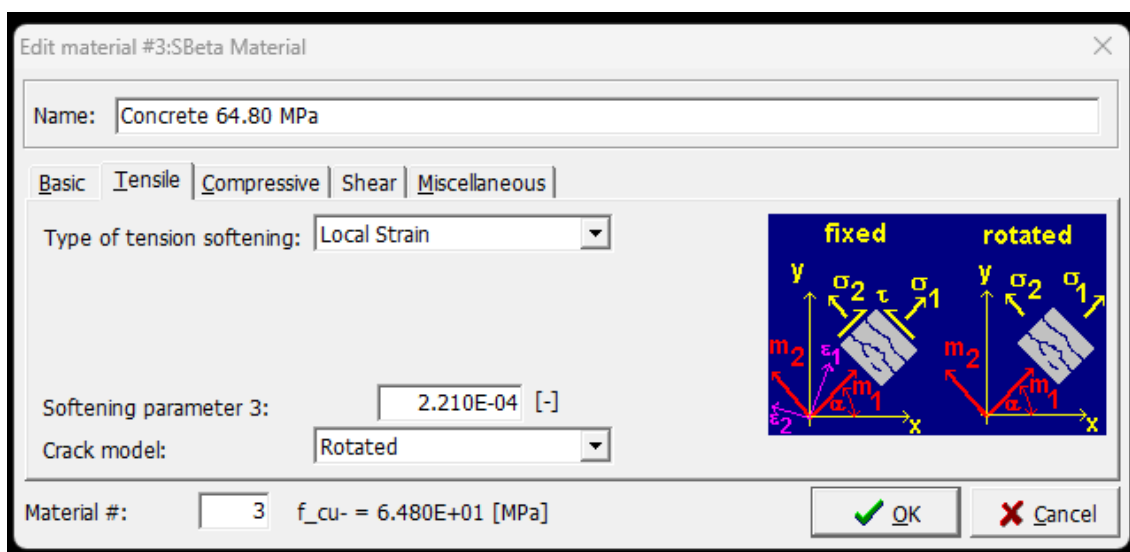 Edit material #3:SBeta Material
Name: Concrete 64.80 MPa
Basic Tensile Compressive Shear Miscellaneous
Type of tension softening: Local Strain
fixed rotated
y σ2 τ σ1 y σ2 σ1
m2 ε1 m1 m2 m1
ε2 α x α x
Softening parameter 3: 2.210E-04 [-]
Crack model: Rotated
Material #: 3 f_cu- = 6.480E+01 [MPa] OK Cancel